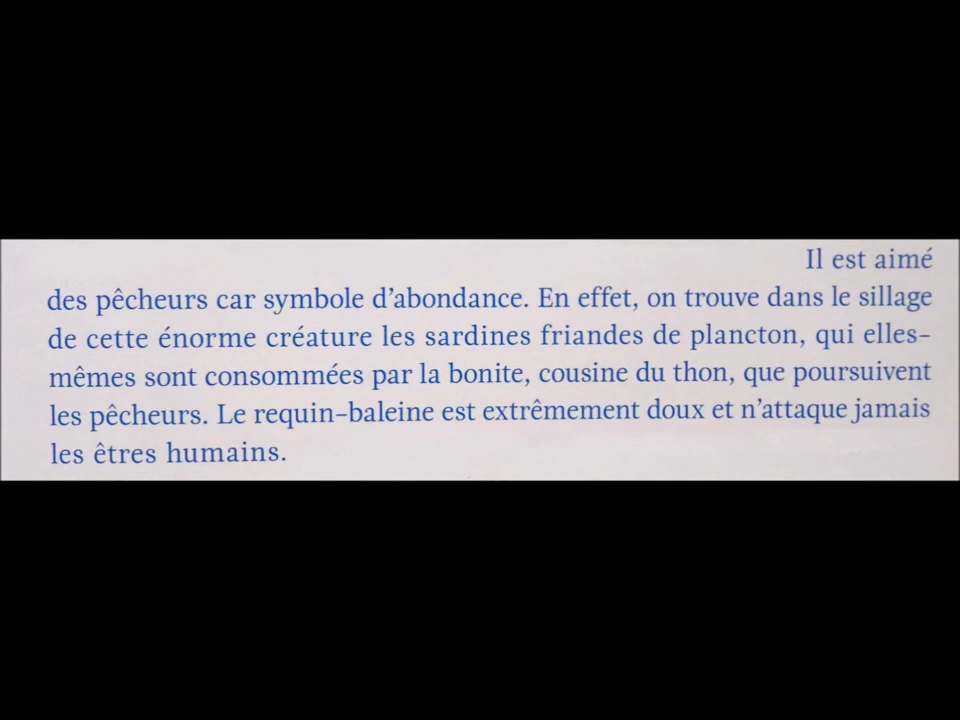 Il est aimé
des pêcheurs car symbole d'abondance. En effet, on trouve dans le sillage
de cette énorme créature les sardines friandes de plancton, qui elles-
mêmes sont consommées par la bonite, cousine du thon, que poursuivent
les pêcheurs. Le requin-baleine est extrêmement doux et n'attaque jamais
les êtres humains.